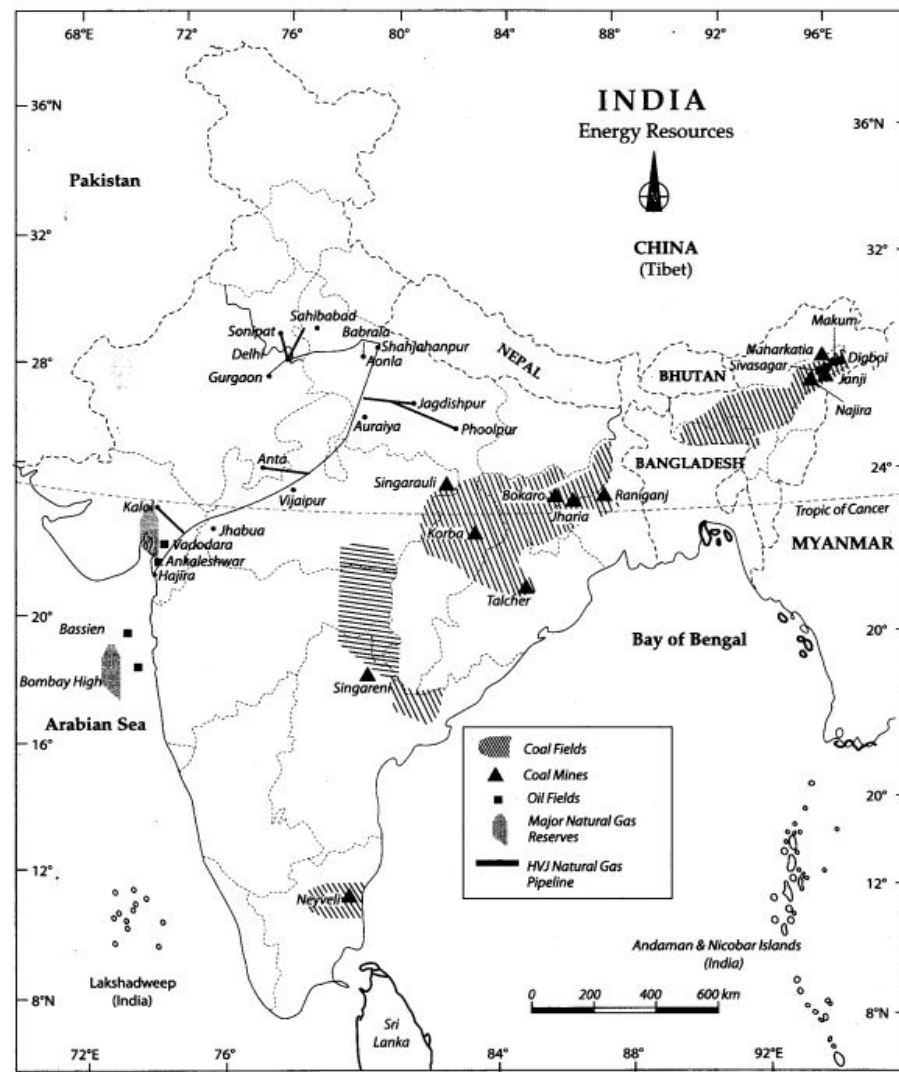 68°E
72°
76°
80°
84°
88°
92°
96°E
36°N
INDIA
Energy Resources
36°N
Pakistan
32°
CHINA
(Tibet)
32°
Makum
Sahibabad
Sonipat
Babrala
Naharkatia
Digboi
Delhi
Shahjahanpur
Sivasagar
28°
Aonla
NEPAL
BHUTAN
Janji
Gurgaon
Najira
Jagdishpur
Auraiya
Phoolpur
Anta
BANGLADESH
24°
24°
Singarauli
Vijaipur
Bokaro
Raniganj
Kalol
Jharia
Tropic of Cancer
Jhabua
Korba
MYANMAR
Vadodara
Ankaleshwar
Hajira
Talcher
20°
Bassien
Bay of Bengal
20°
Bombay High
Singareni
Arabian Sea
16°
Coal Fields
Coal Mines
Oil Fields
20°
Major Natural Gas
Reserves
HVJ Natural Gas
Pipeline
12°
12°
Neyveli
Andaman & Nicobar Islands
(India)
Lakshadweep
(India)
0 200 400 600 km
8°N
8°N
Sri
Lanka
72°E
76°
84°
88°
92°E